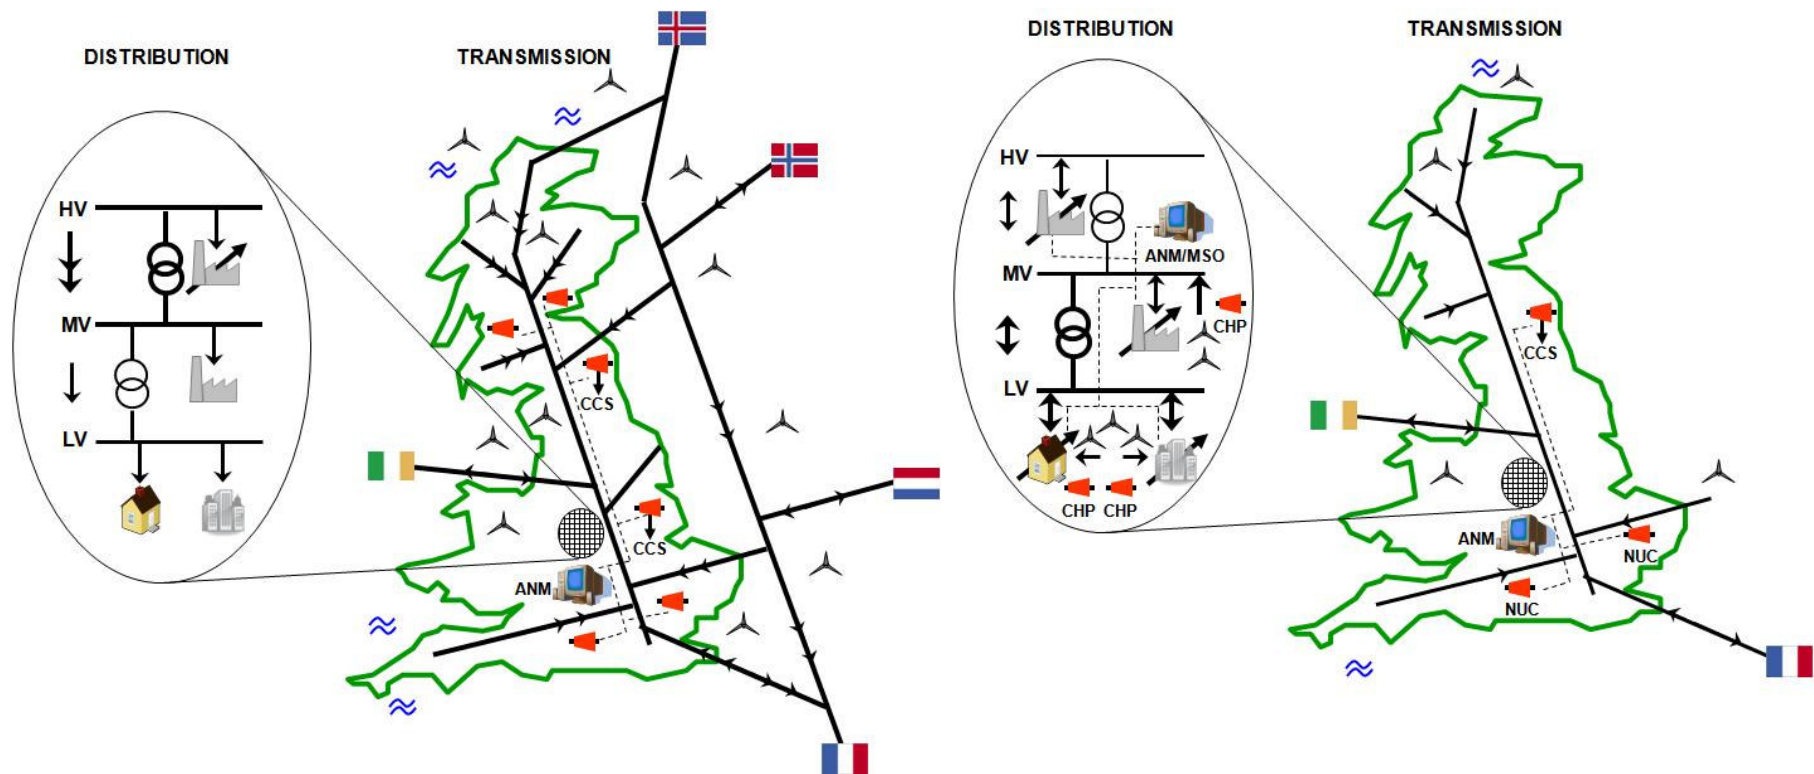 DISTRIBUTION
TRANSMISSION
HV
MV
LV
CCS
CCS
ANM
DISTRIBUTION
TRANSMISSION
HV
ANM/MSO
MV
CHP
LV
CHP CHP
CCS
ANM
NUC
NUC